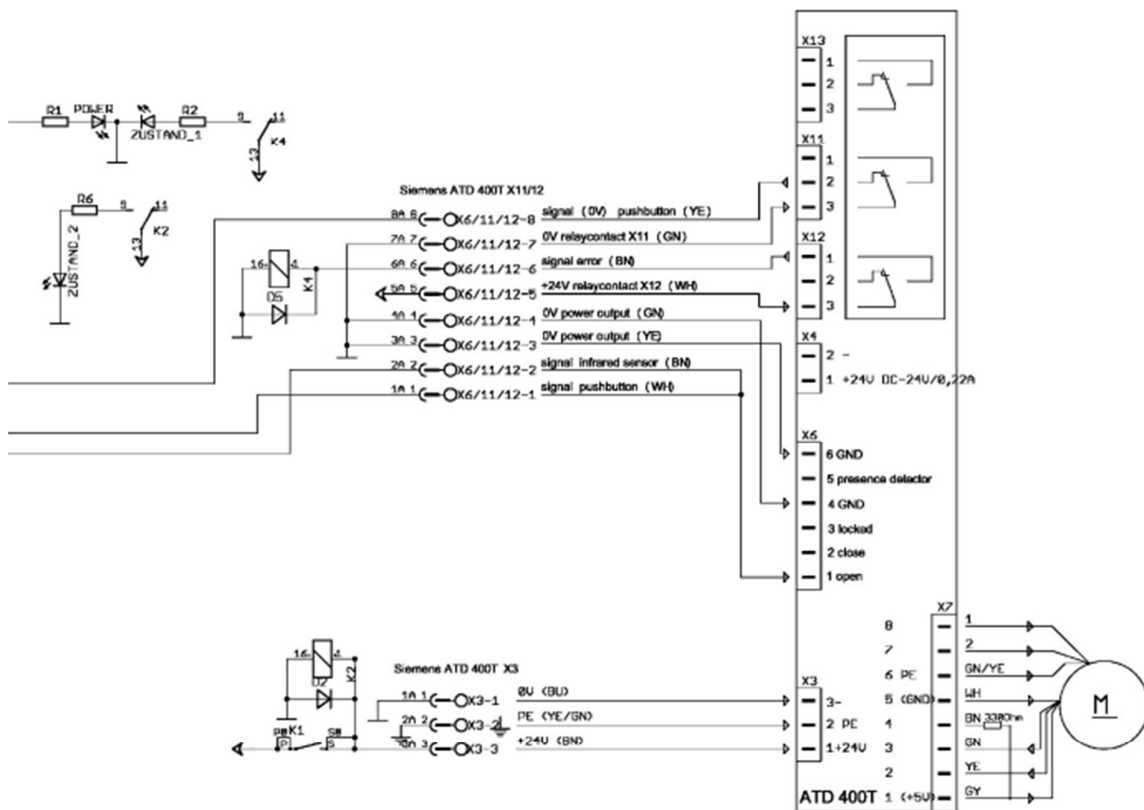 X13
1
2
3
R1
POWER
ZUSTAND_1
R2
9
11
13
K4
X11
1
2
3
R6
9
11
13
K2
ZUSTAND_2
Siemens ATD 400T X11/12
8A 8 X6/11/12-8 signal (0V) pushbutton (YE)
7A 7 X6/11/12-7 0V relaycontact X11 (GN)
6A 6 X6/11/12-6 signal error (BN)
5A 5 X6/11/12-5 +24V relaycontact X12 (WH)
X6/11/12-4 0V power output (GN)
3A 3 X6/11/12-3 0V power output (YE)
2A 2 X6/11/12-2 signal infrared sensor (BN)
1A 1 X6/11/12-1 signal pushbutton (WH)
16
4
K4
D5
X12
1
2
3
X4
2 -
1 +24V DC-24V/0,22A
X6
6 GND
5 presence detector
4 GND
3 locked
2 close
1 open
X7
8 1
7 2
6 PE GN/YE
5 (GND) WH
4 BN 330Ohm
3 GN
2 YE
1 (+5V) GY
M
16
4
K2
D2
K1
P
S
Siemens ATD 400T X3
1A 1 X3-1 0V (BU)
2A 2 X3-2 PE (YE/GN)
X3-3 +24V (BN)
X3
3-
2 PE
1+24V
ATD 400T